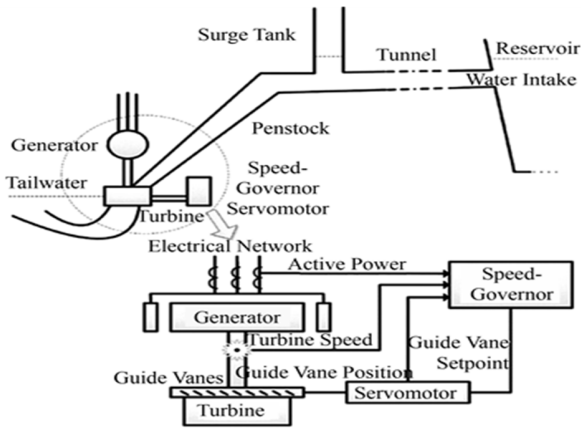 Surge Tank
Tunnel
Reservoir
Water Intake
Penstock
Generator
Speed-
Governor
Servomotor
Tailwater
Turbine
Electrical Network
Active Power
Speed-
Governor
Generator
Turbine Speed
Guide Vane
Setpoint
Guide Vanes
Guide Vane Position
Servomotor
Turbine